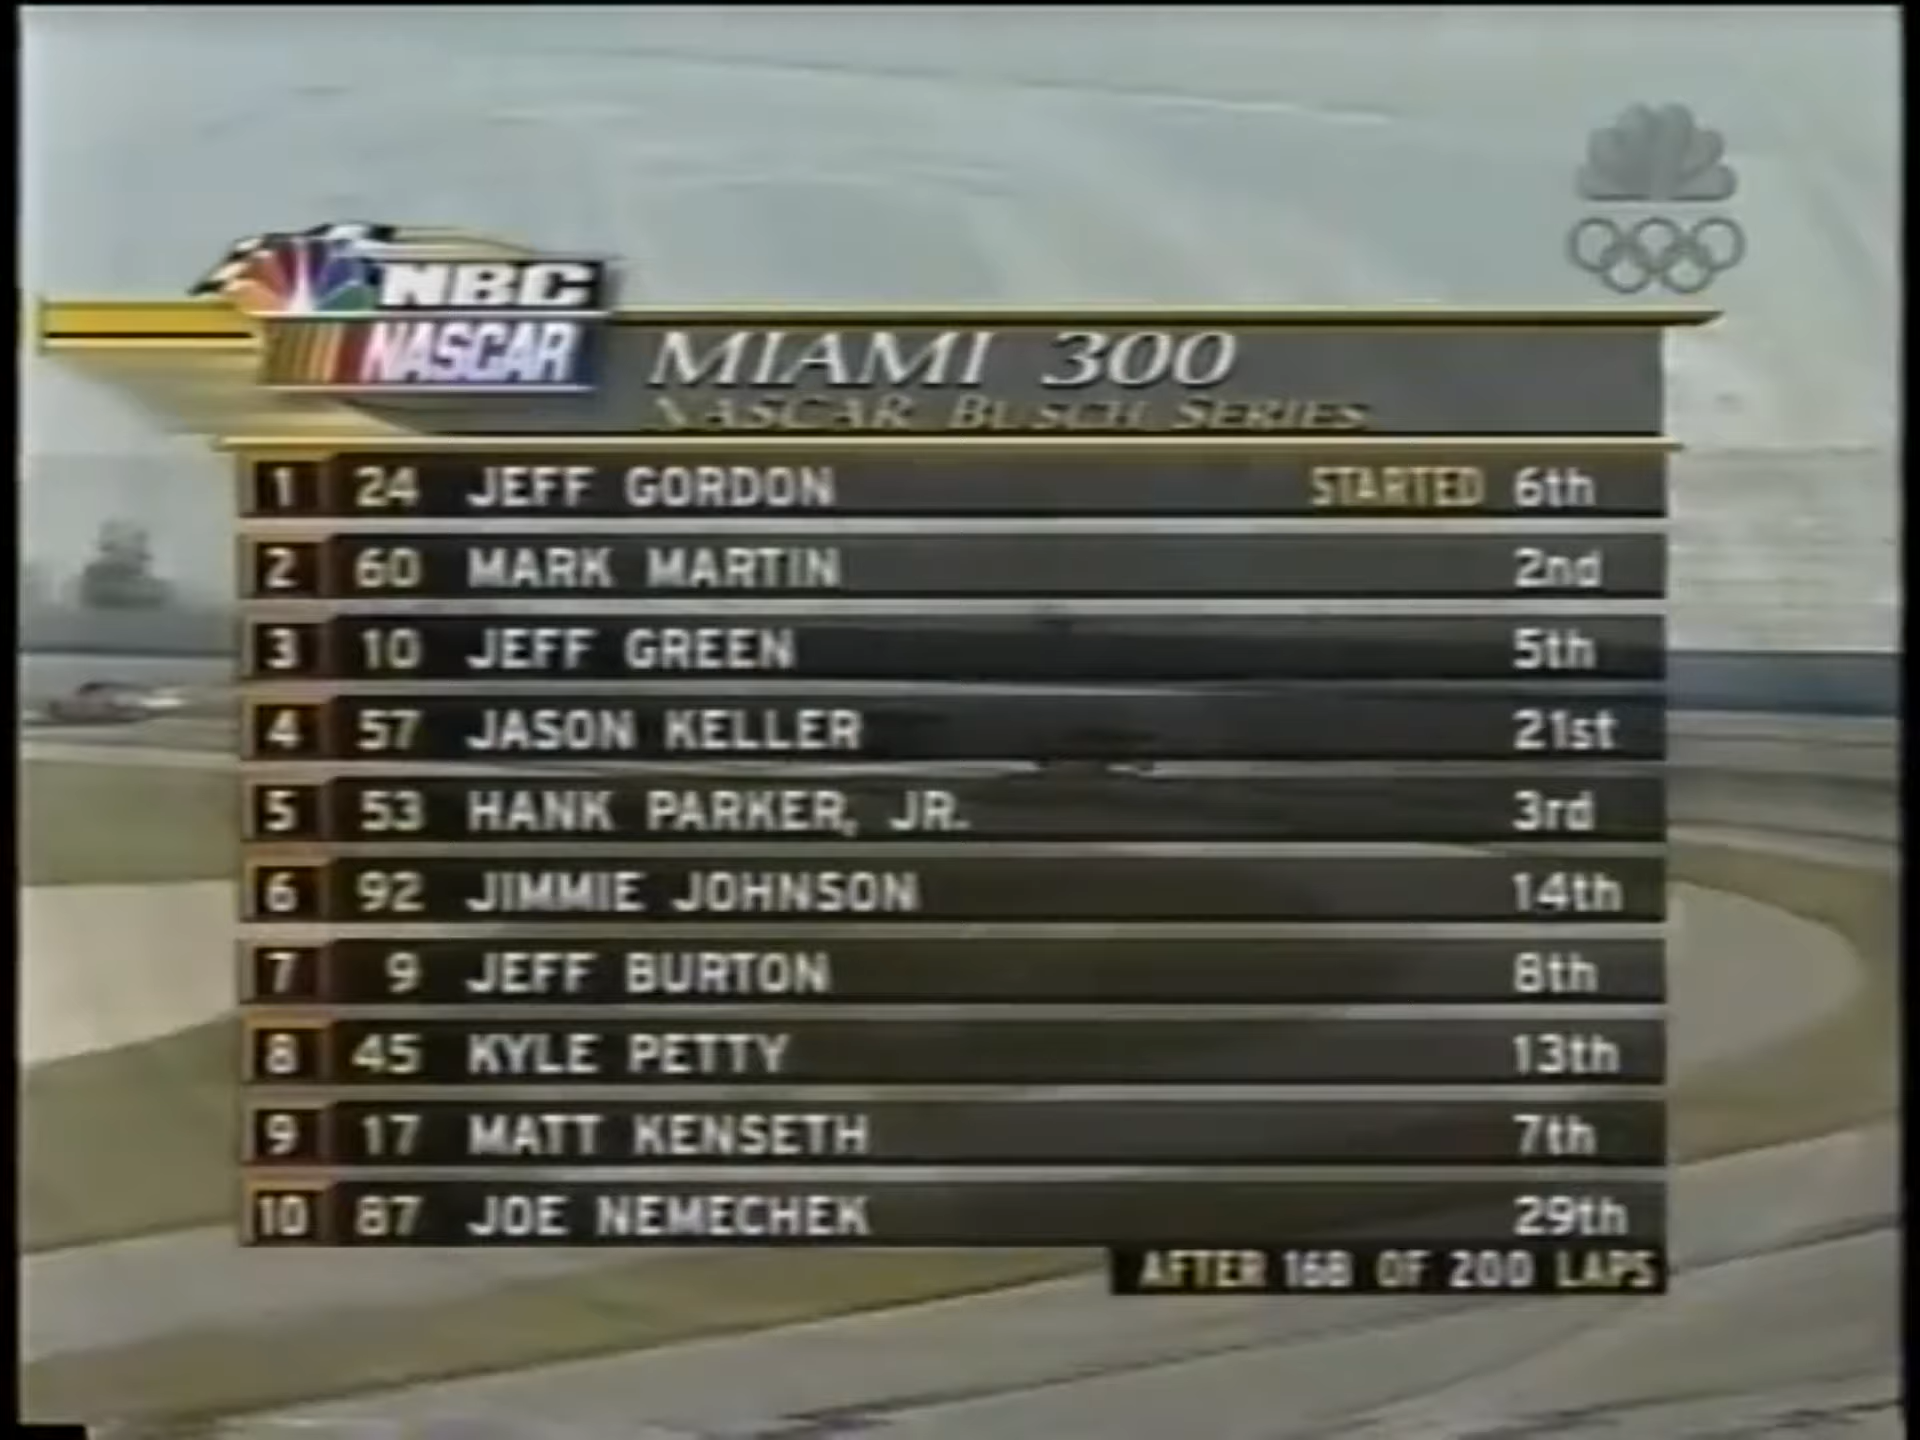 NBC
NASCAR
MIAMI 300
NASCAR BUSCH SERIES
1 24 JEFF GORDON STARTED 6th
2 60 MARK MARTIN 2nd
3 10 JEFF GREEN 5th
4 57 JASON KELLER 21st
5 53 HANK PARKER, JR. 3rd
6 92 JIMMIE JOHNSON 14th
7 9 JEFF BURTON 8th
8 45 KYLE PETTY 13th
9 17 MATT KENSETH 7th
10 87 JOE NEMECHEK 29th
AFTER 168 OF 200 LAPS